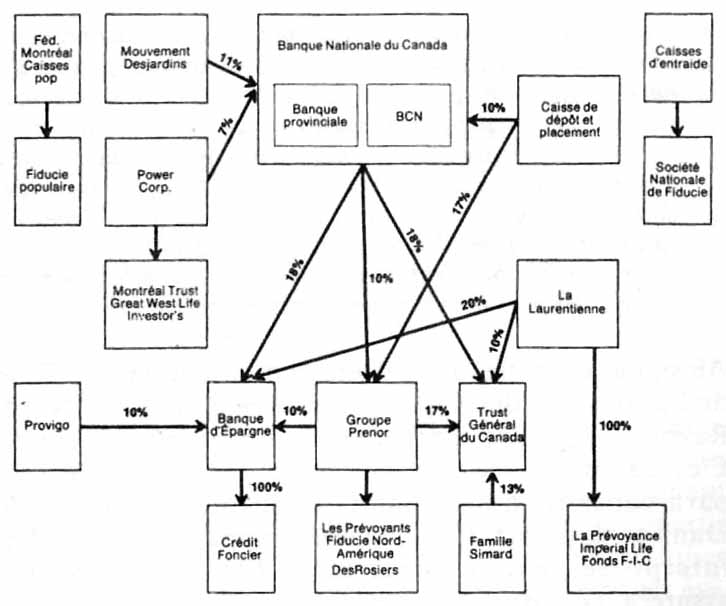 Féd.
Montréal
Caisses
pop
Mouvement
Desjardins
11%
Banque Nationale du Canada
Banque
provinciale
BCN
10%
Caisse de
dépôt et
placement
Caisses
d'entraide
7%
Fiducie
populaire
Power
Corp.
Société
Nationale
de Fiducie
17%
18%
10%
18%
Montréal Trust
Great West Life
Investor's
20%
La
Laurentienne
10%
Provigo
10%
Banque
d'Épargne
10%
Groupe
Prenor
17%
Trust
Général
du Canada
100%
100%
13%
Crédit
Foncier
Les Prévoyants
Fiducie Nord-
Amérique
DesRosiers
Famille
Simard
La Prévoyance
Imperial Life
Fonds F-I-C